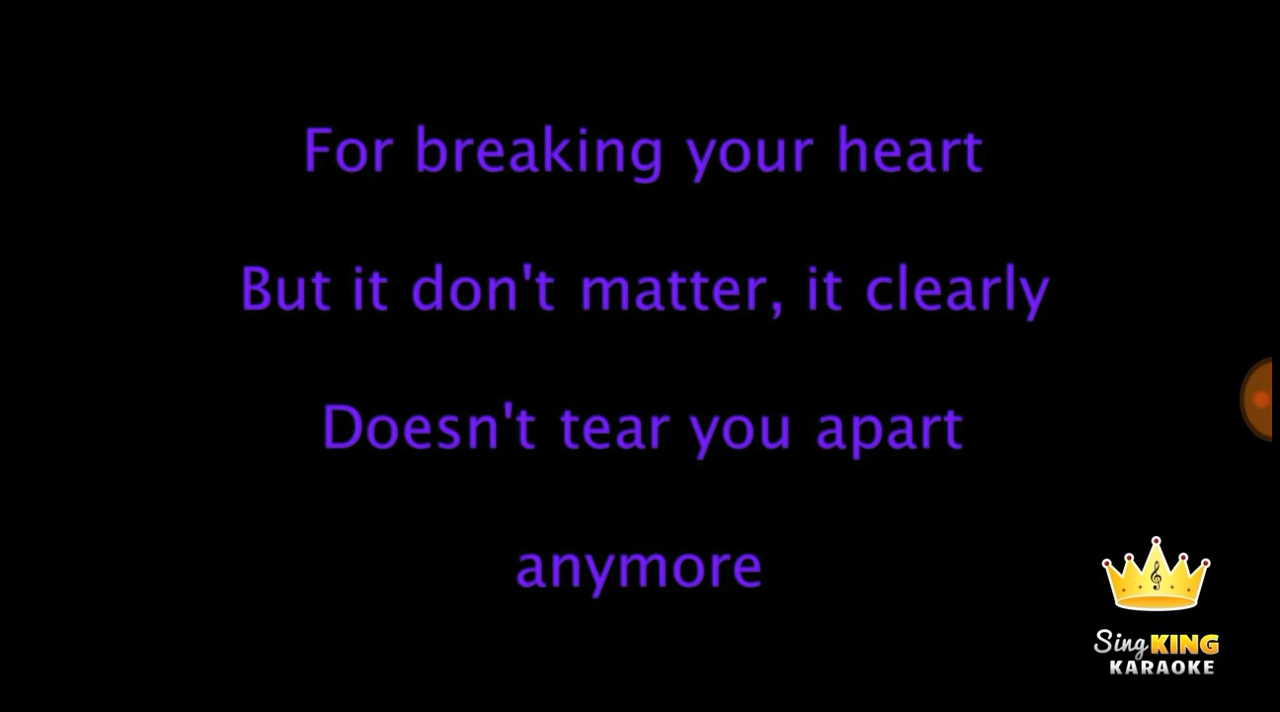 For breaking your heart
But it don't matter, it clearly
Doesn't tear you apart
anymore
Sing KING
KARAOKE